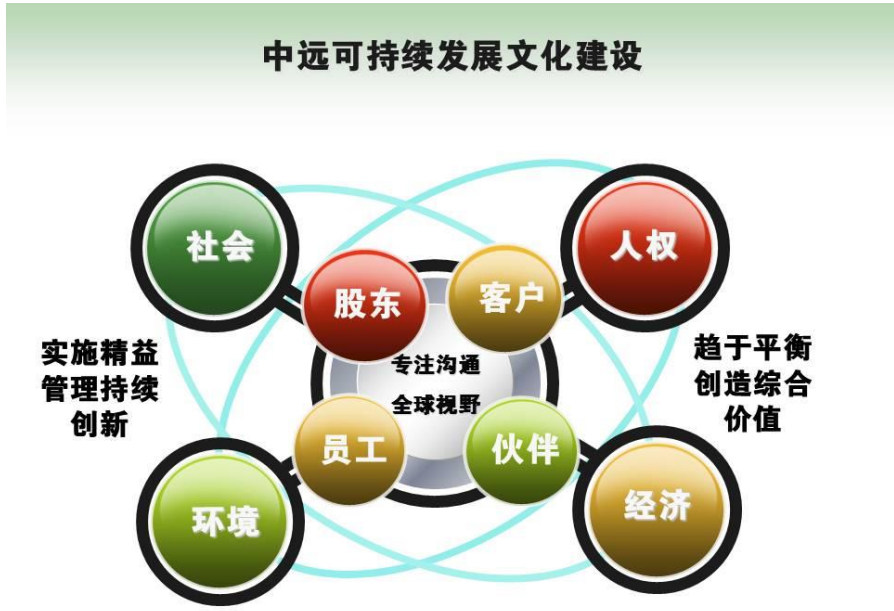 中远可持续发展文化建设
社会
人权
股东
客户
实施精益
管理持续
创新
专注沟通
全球视野
趋于平衡
创造综合
价值
员工
伙伴
环境
经济